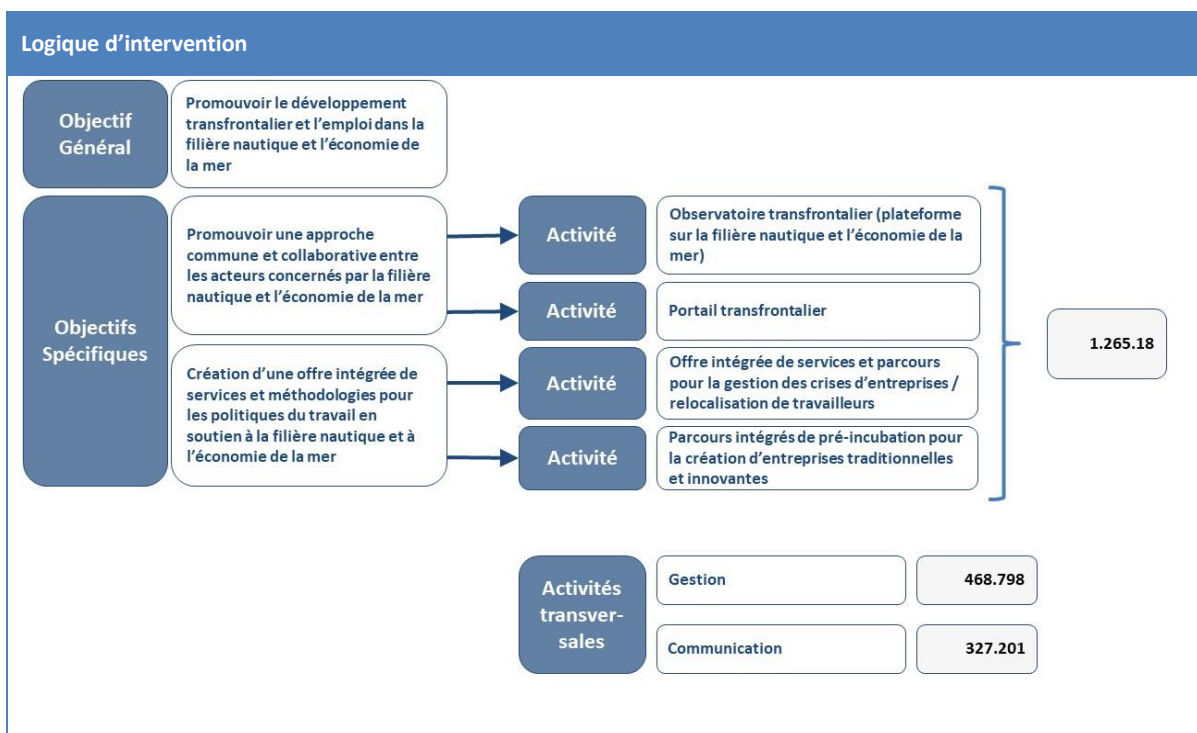 Logique d’intervention
Objectif
Général
Promouvoir le développement
transfrontalier et l’emploi dans la
filière nautique et l’économie de
la mer
Objectifs
Spécifiques
Promouvoir une approche
commune et collaborative entre
les acteurs concernés par la filière
nautique et l’économie de la mer
Activité
Observatoire transfrontalier (plateforme
sur la filière nautique et l’économie de la
mer)
Activité
Portail transfrontalier
Création d’une offre intégrée de
services et méthodologies pour
les politiques du travail en
soutien à la filière nautique et à
l’économie de la mer
Activité
Offre intégrée de services et parcours
pour la gestion des crises d’entreprises /
relocalisation de travailleurs
Activité
Parcours intégrés de pré-incubation pour
la création d’entreprises traditionnelles
et innovantes
1.265.18
Activités
transver-
sales
Gestion
468.798
Communication
327.201